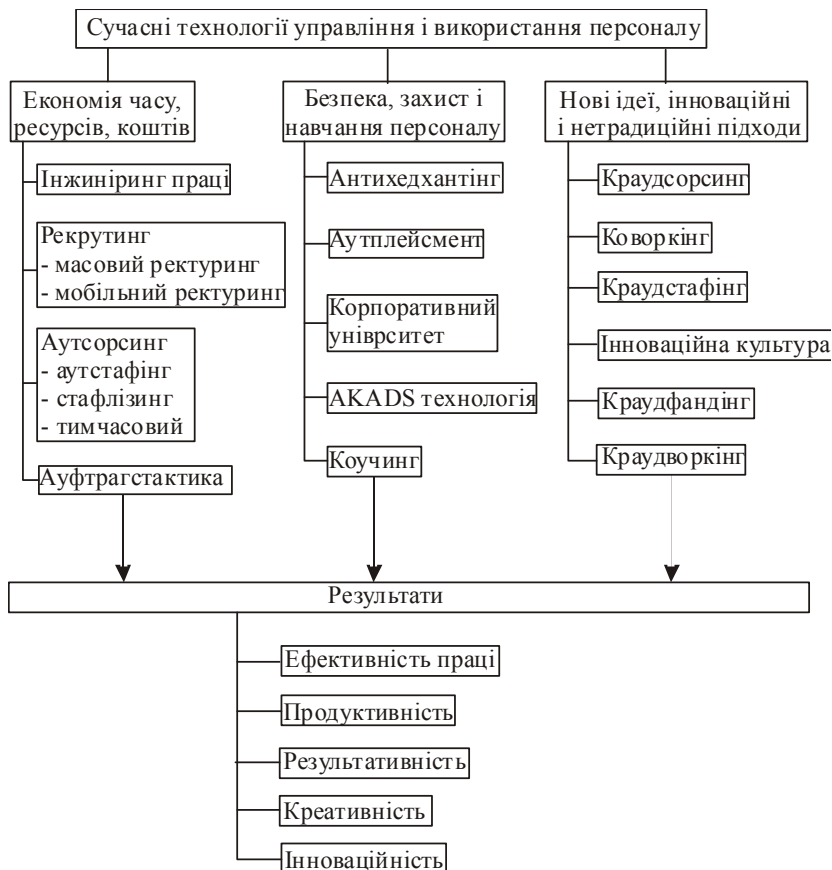 Сучасні технології управління і використання персоналу
Економія часу,
ресурсів, коштів
Інжиніринг праці
Рекрутинг
- масовий ректуринг
- мобільний ректуринг
Аутсорсинг
- аутстафінг
- стафлізинг
- тимчасовий
Ауфтрагстактика
Безпека, захист і
навчання персоналу
Антихедхантінг
Аутплейсмент
Корпоративний
уніврситет
AKADS технологія
Коучинг
Нові ідеї, інноваційні
і нетрадиційні підходи
Краудсорсинг
Коворкінг
Краудстафінг
Інноваційна культура
Краудфандінг
Краудворкінг
Результати
Ефективність праці
Продуктивність
Результативність
Креативність
Інноваційність